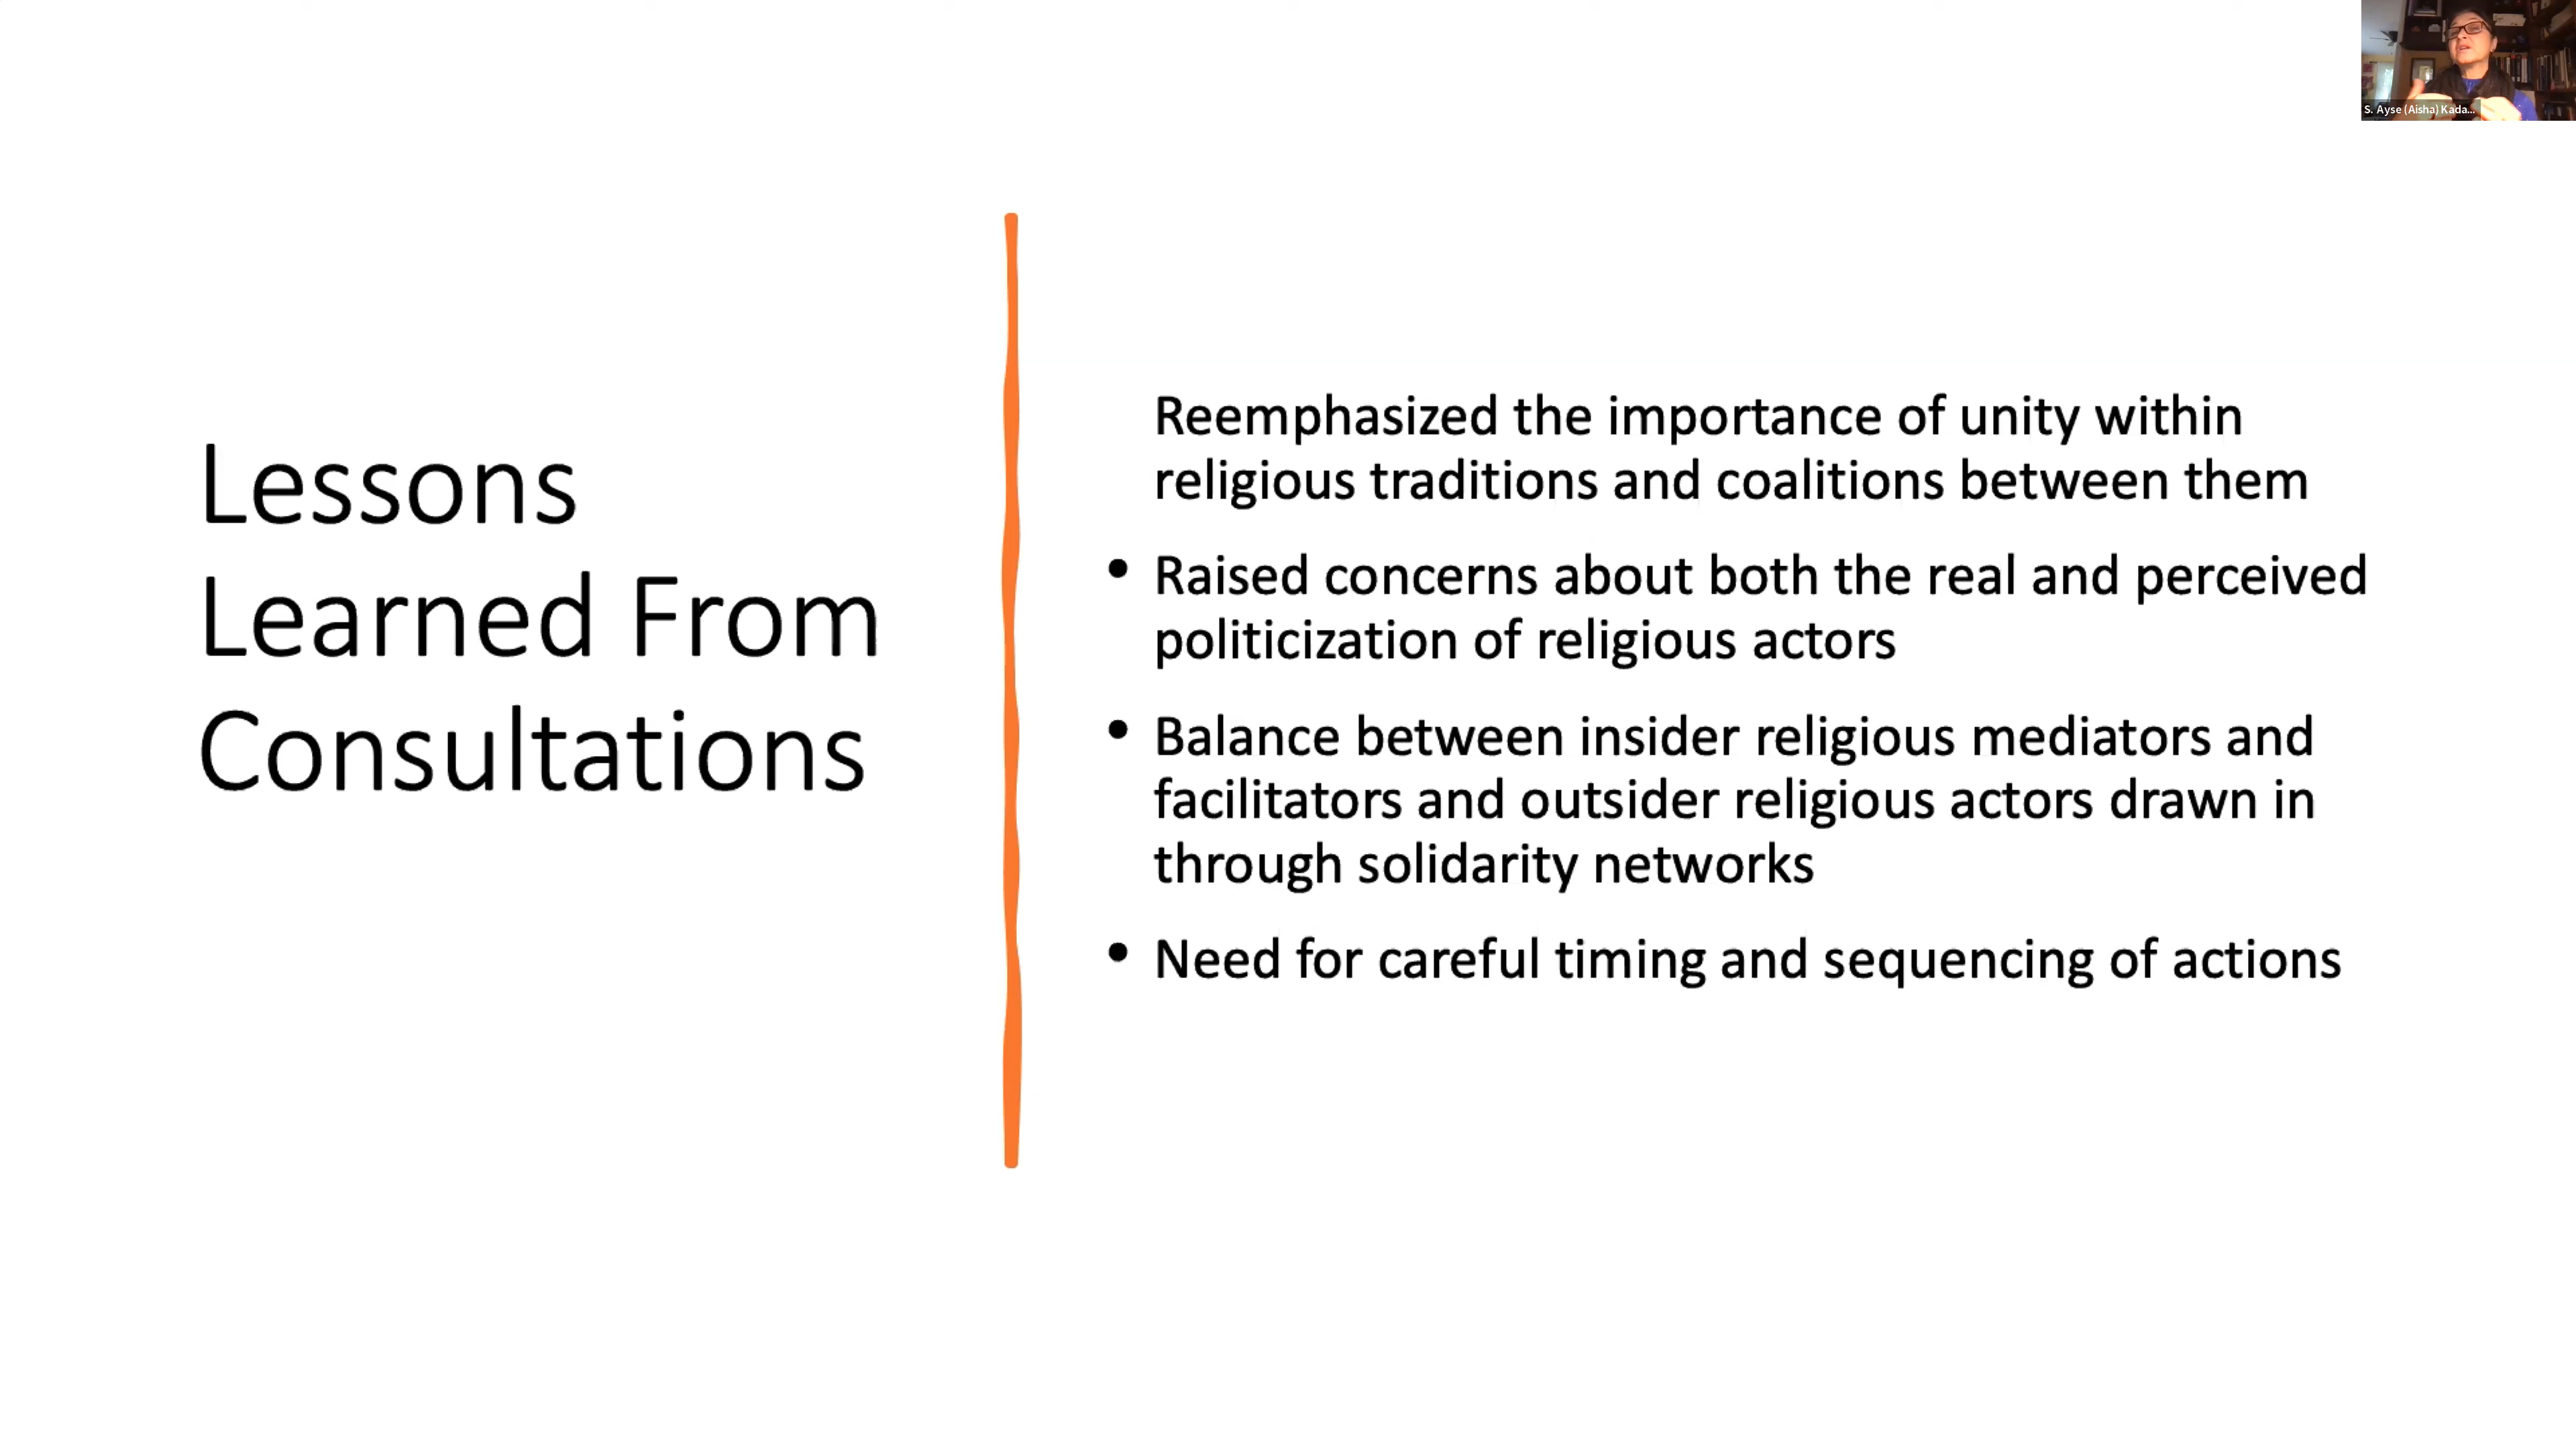 S. Ayse (Aisha) Kada...
Lessons
Learned From
Consultations
Reemphasized the importance of unity within
religious traditions and coalitions between them
• Raised concerns about both the real and perceived
politicization of religious actors
• Balance between insider religious mediators and
facilitators and outsider religious actors drawn in
through solidarity networks
• Need for careful timing and sequencing of actions